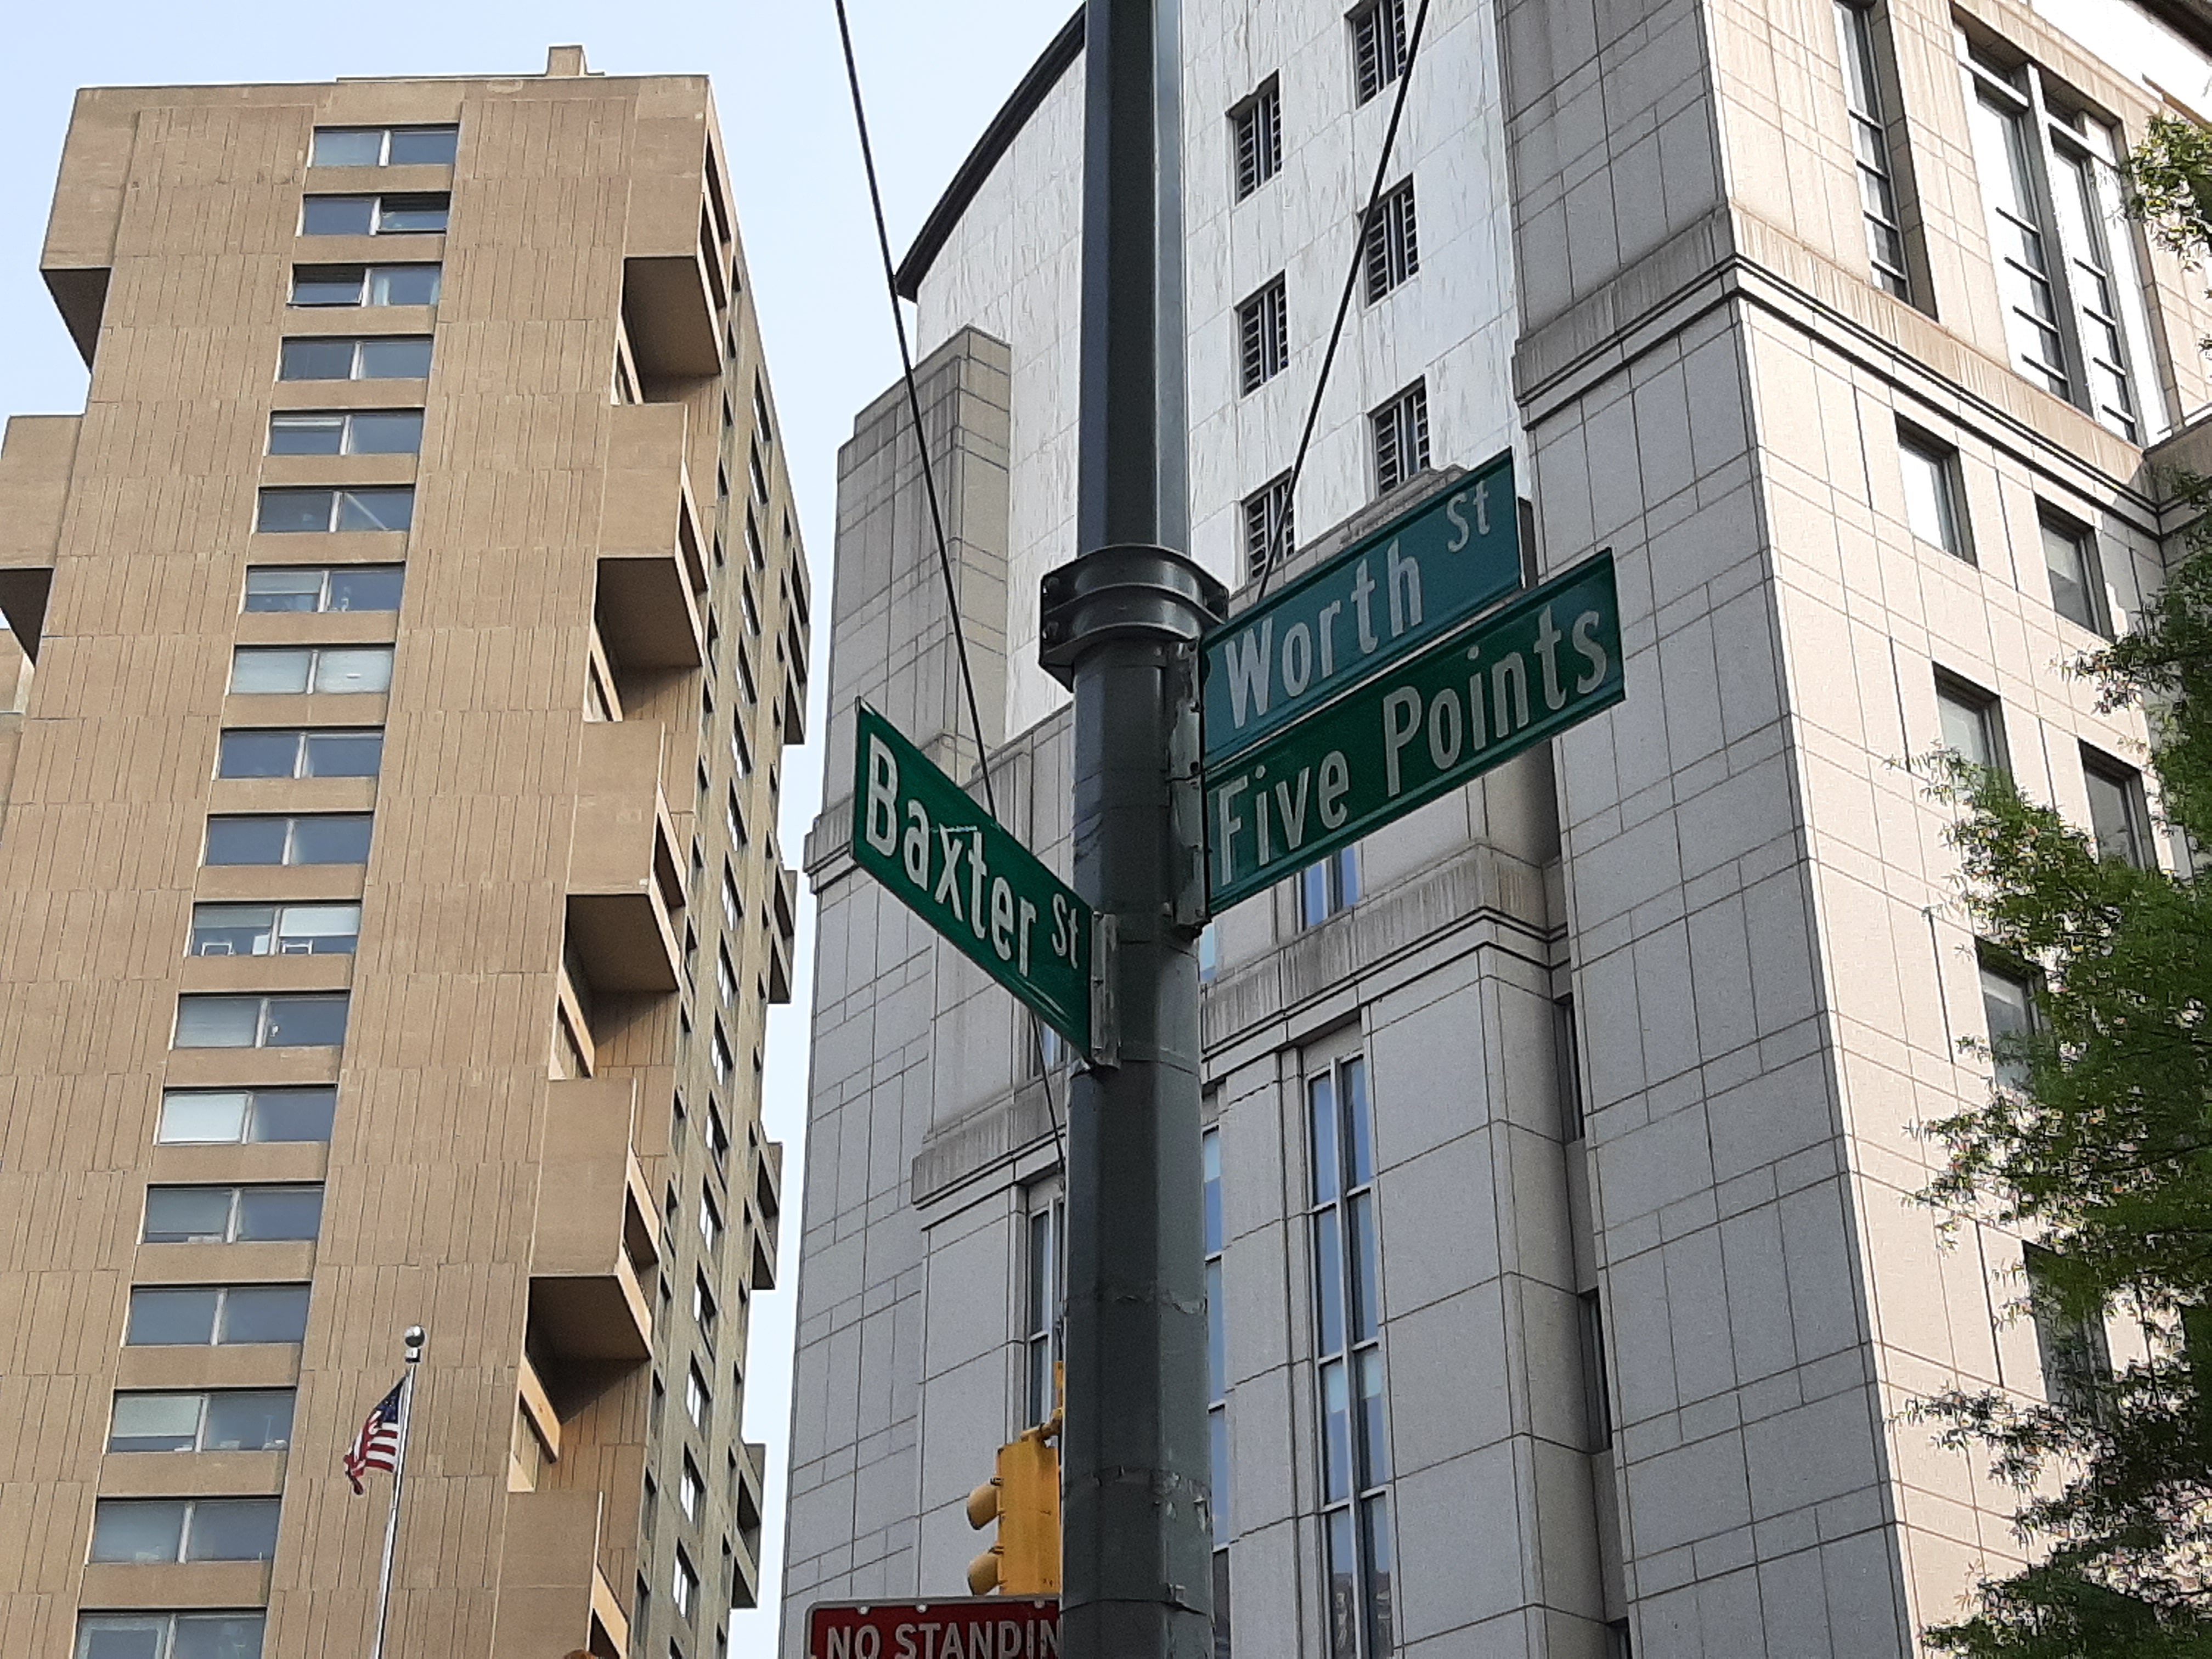 Worth St
Five Points
Baxter St
NO STANDIN